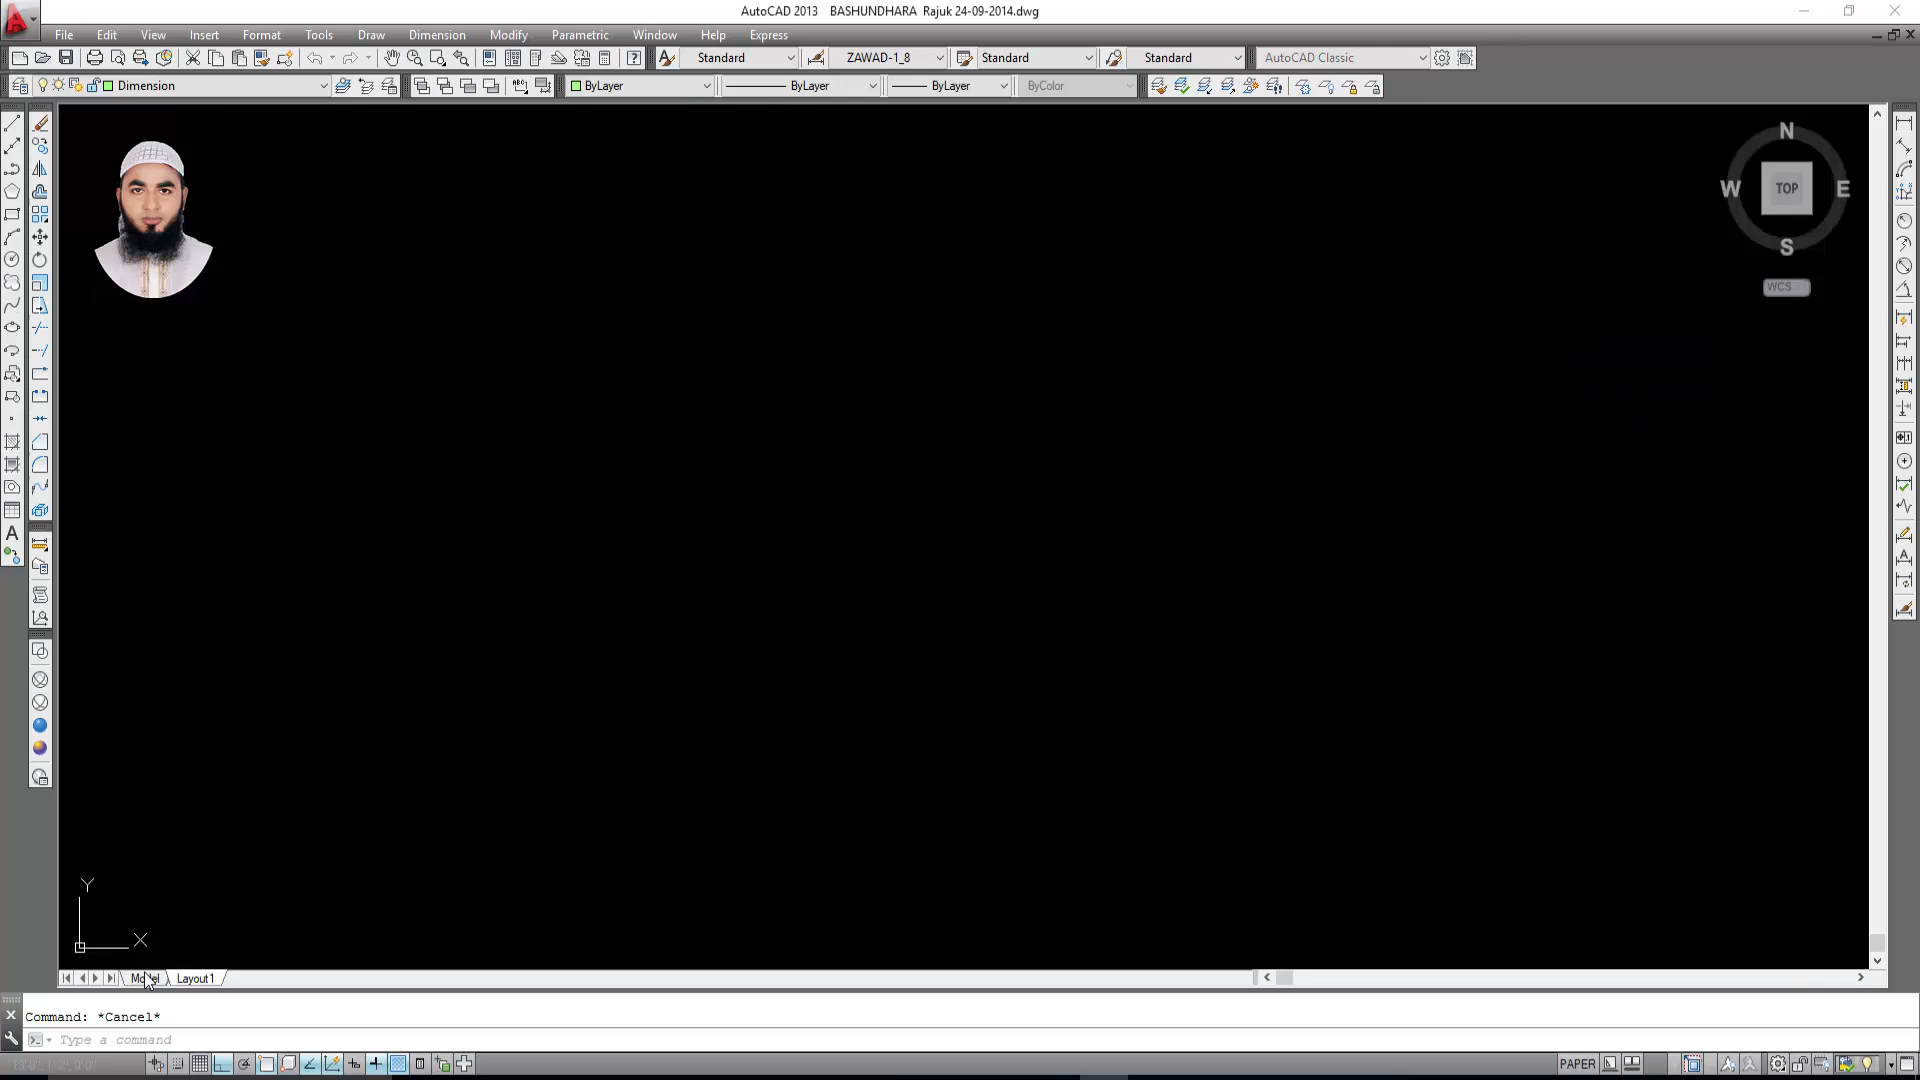 AutoCAD 2013 BASHUNDHARA Rajuk 24-09-2014.dwg
File Edit View Insert Format Tools Draw Dimension Modify Parametric Window Help Express
Standard ZAWAD-1_8 Standard Standard AutoCAD Classic
Dimension ByLayer ByLayer ByLayer ByColor
N
W TOP E
S
WCS
Y
X
Model Layout1
Command: *Cancel*
Type a command
PAPER